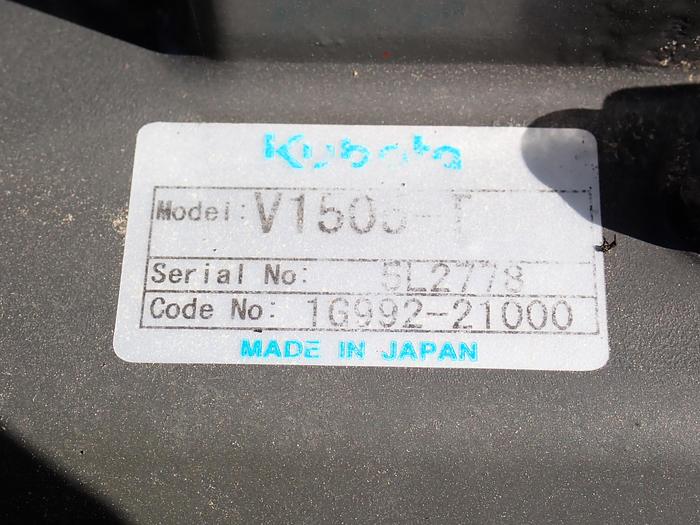 Kubota
Model: V1505-T
Serial No: 5L2778
Code No: 1G992-21000
MADE IN JAPAN